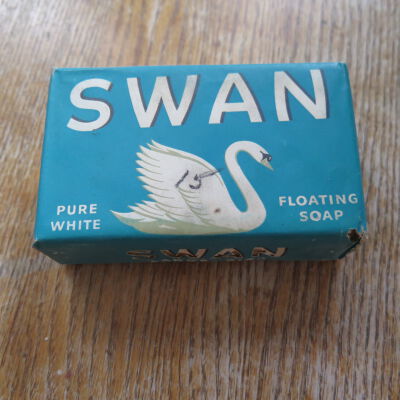 SWAN
15
PURE
WHITE
FLOATING
SOAP
SWAN